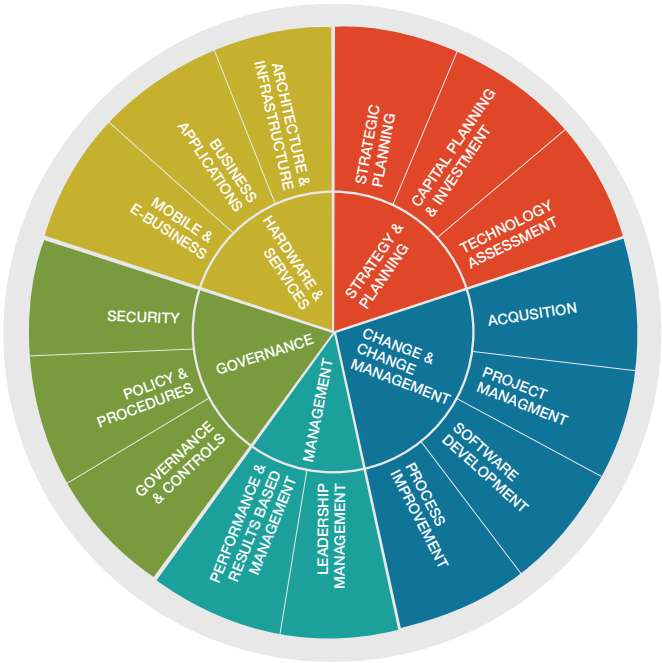 STRATEGIC
PLANNING
CAPITAL PLANNING
& INVESTMENT
TECHNOLOGY
ASSESSMENT
STRATEGY &
PLANNING
ACQUSITION
PROJECT
MANAGMENT
SOFTWARE
DEVELOPMENT
PROCESS
IMPROVEMENT
CHANGE &
CHANGE
MANAGEMENT
LEADERSHIP
MANAGEMENT
PERFORMANCE &
RESULTS BASED
MANAGEMENT
MANAGEMENT
GOVERNANCE
& CONTROLS
POLICY &
PROCEDURES
SECURITY
GOVERNANCE
MOBILE &
E-BUSINESS
BUSINESS
APPLICATIONS
ARCHITECTURE &
INFRASTRUCTURE
HARDWARE &
SERVICES